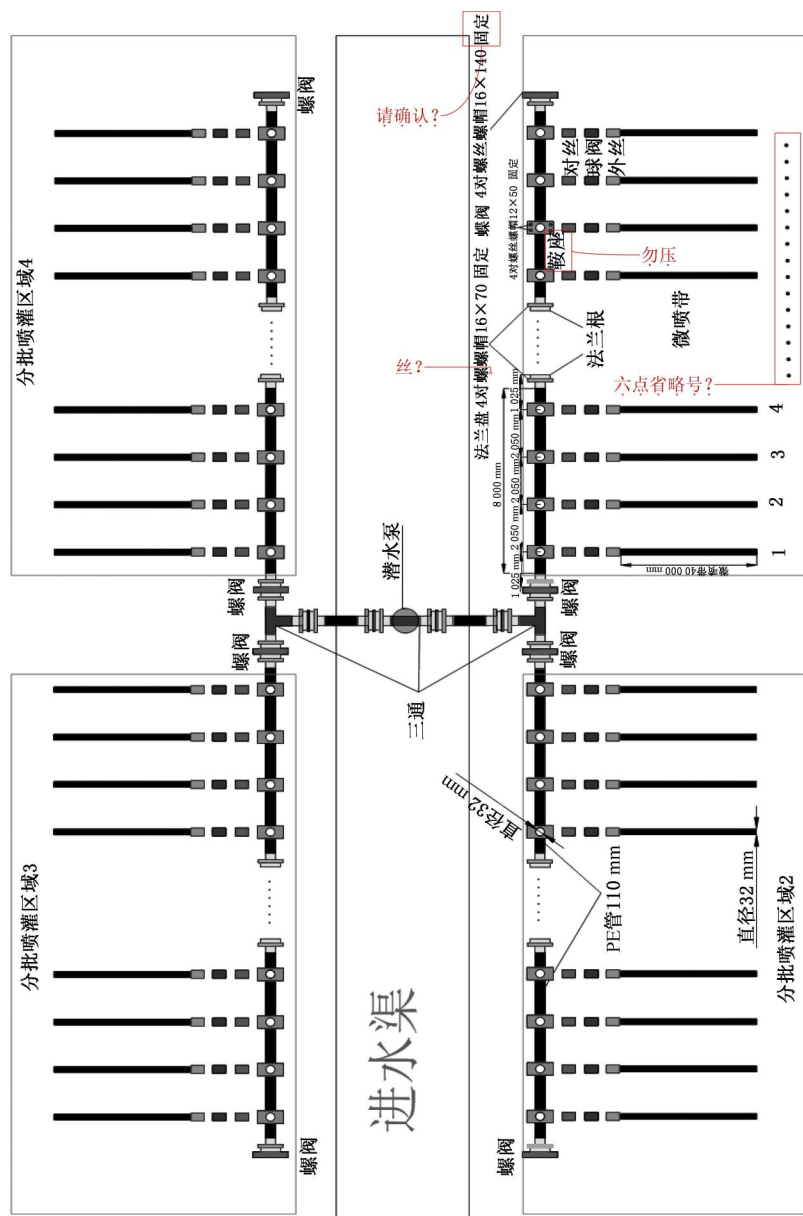 分批喷灌区域3
分批喷灌区域4
螺阀
螺阀
螺阀
螺阀
进水渠
三通
潜水泵
请确认?
丝?
法兰盘 4对螺螺帽16×70 固定 蝶阀 4对螺丝螺帽16×140 固定
4对螺丝螺帽12×50 固定
8 000 mm
1 025 mm 2 050 mm 2 050 mm 2 050 mm 1 025 mm
螺阀
螺阀
螺阀
直径32 mm
PE管110 mm
法兰根
鞍座
勿压
对丝
球阀
外丝
微喷带
微喷带40 000 mm
直径32 mm
六点省略号?
1 2 3 4
................
分批喷灌区域2